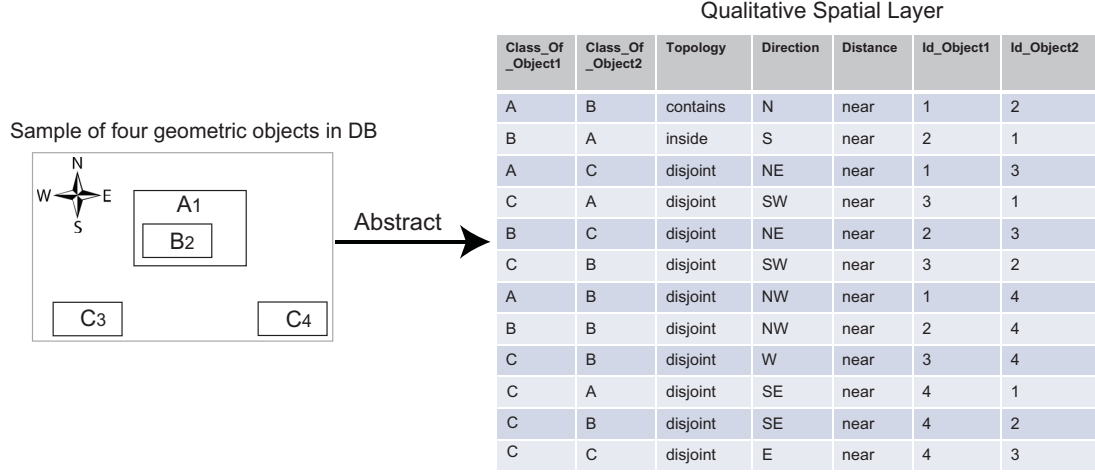 Qualitative Spatial Layer
Class_Of_Object1 Class_Of_Object2 Topology Direction Distance Id_Object1 Id_Object2
A B contains N near 1 2
B A inside S near 2 1
A C disjoint NE near 1 3
C A disjoint SW near 3 1
B C disjoint NE near 2 3
C B disjoint SW near 3 2
A B disjoint NW near 1 4
B B disjoint NW near 2 4
C B disjoint W near 3 4
C A disjoint SE near 4 1
C B disjoint SE near 4 2
C C disjoint E near 4 3
Sample of four geometric objects in DB
N
W E
S
A1
B2
C3 C4
Abstract